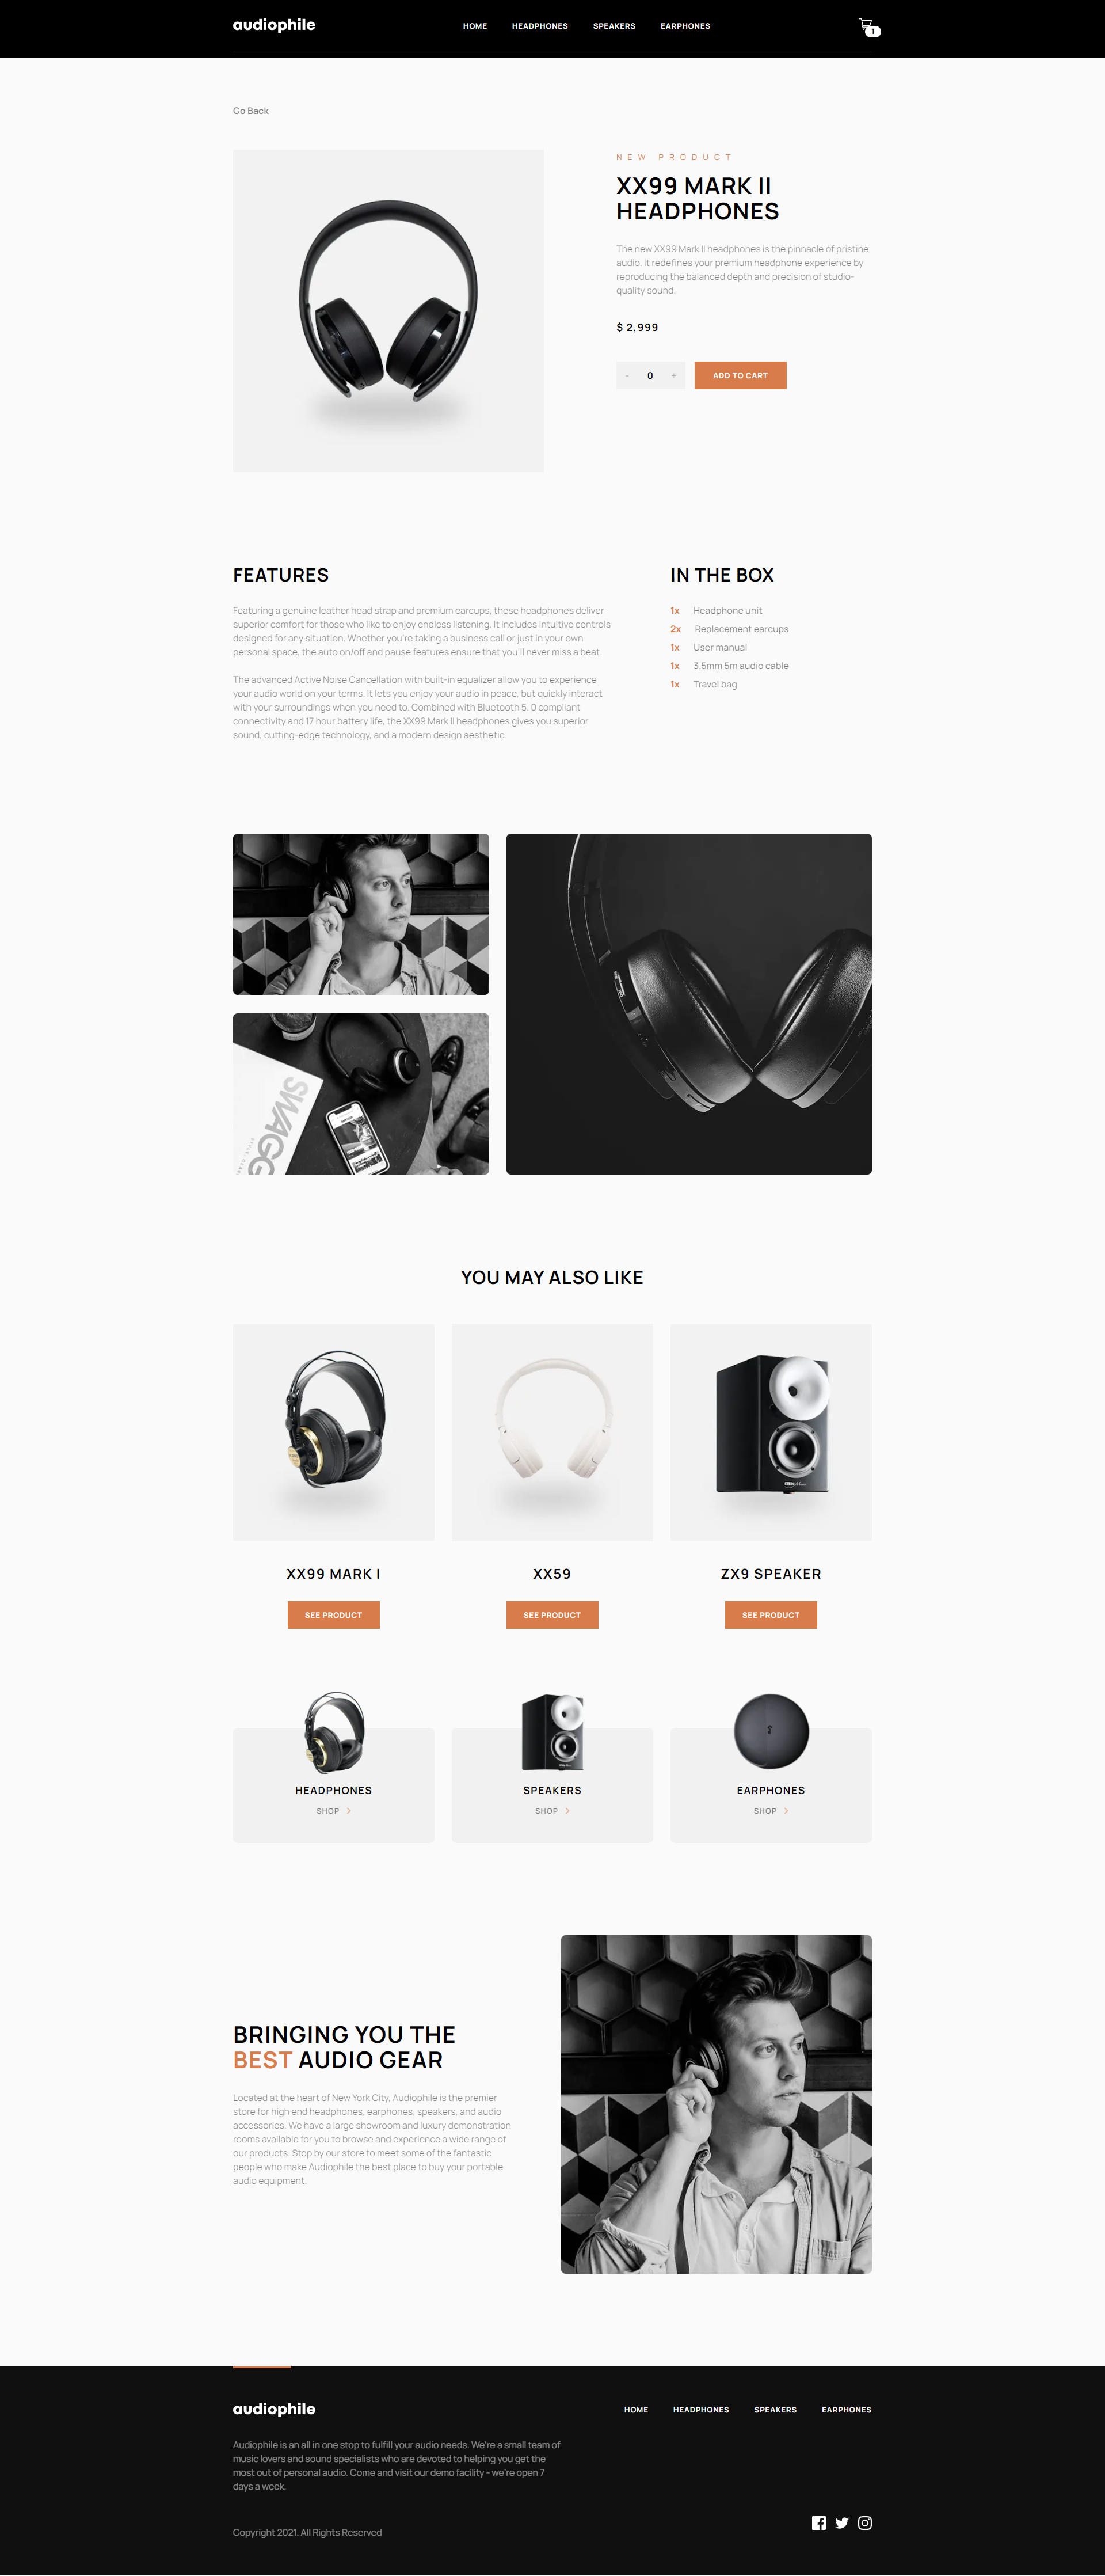 audiophile
HOME HEADPHONES SPEAKERS EARPHONES
1
Go Back
NEW PRODUCT
XX99 MARK II
HEADPHONES
The new XX99 Mark II headphones is the pinnacle of pristine
audio. It redefines your premium headphone experience by
reproducing the balanced depth and precision of studio-
quality sound.
$ 2,999
- 0 +
ADD TO CART
FEATURES
Featuring a genuine leather head strap and premium earcups, these headphones deliver
superior comfort for those who like to enjoy endless listening. It includes intuitive controls
designed for any situation. Whether you're taking a business call or just in your own
personal space, the auto on/off and pause features ensure that you'll never miss a beat.
The advanced Active Noise Cancellation with built-in equalizer allow you to experience
your audio world on your terms. It lets you enjoy your audio in peace, but quickly interact
with your surroundings when you need to. Combined with Bluetooth 5. 0 compliant
connectivity and 17 hour battery life, the XX99 Mark II headphones gives you superior
sound, cutting-edge technology, and a modern design aesthetic.
IN THE BOX
1x Headphone unit
2x Replacement earcups
1x User manual
1x 3.5mm 5m audio cable
1x Travel bag
SWAGG
YOU MAY ALSO LIKE
XX99 MARK I
SEE PRODUCT
XX59
SEE PRODUCT
ZX9 SPEAKER
SEE PRODUCT
HEADPHONES
SHOP
SPEAKERS
SHOP
EARPHONES
SHOP
BRINGING YOU THE
BEST AUDIO GEAR
Located at the heart of New York City, Audiophile is the premier
store for high end headphones, earphones, speakers, and audio
accessories. We have a large showroom and luxury demonstration
rooms available for you to browse and experience a wide range of
our products. Stop by our store to meet some of the fantastic
people who make Audiophile the best place to buy your portable
audio equipment.
audiophile
HOME HEADPHONES SPEAKERS EARPHONES
Audiophile is an all in one stop to fulfill your audio needs. We're a small team of
music lovers and sound specialists who are devoted to helping you get the
most out of personal audio. Come and visit our demo facility - we're open 7
days a week.
Copyright 2021. All Rights Reserved